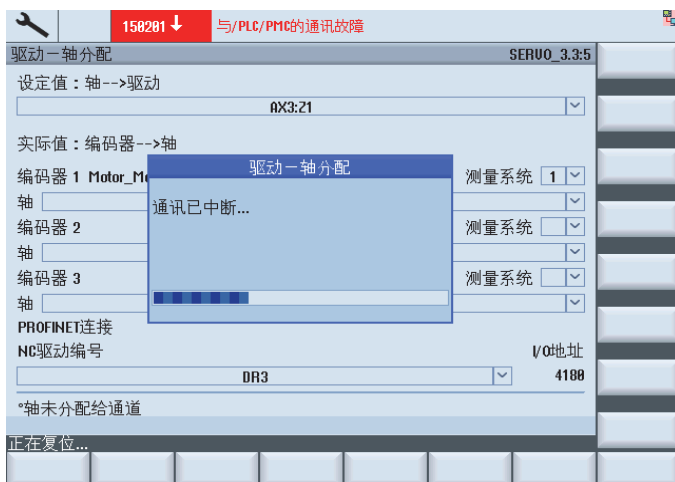 150201↓ 与/PLC/PMC的通讯故障
驱动－轴分配 SERVO_3.3:5
设定值：轴-->驱动
AX3:Z1
实际值：编码器-->轴
编码器 1 Motor_M 测量系统 1
轴
编码器 2 测量系统
轴
编码器 3 测量系统
轴
驱动－轴分配
通讯已中断...
PROFINET连接
NC驱动编号 I/O地址
DR3 4180
°轴未分配给通道
正在复位...